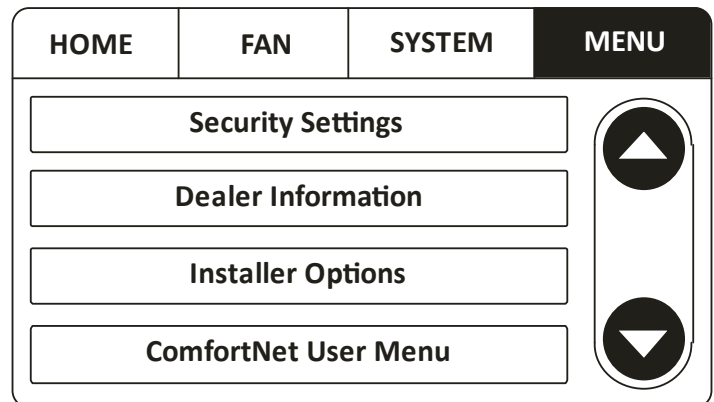 HOME FAN SYSTEM MENU
Security Settings
Dealer Information
Installer Options
ComfortNet User Menu